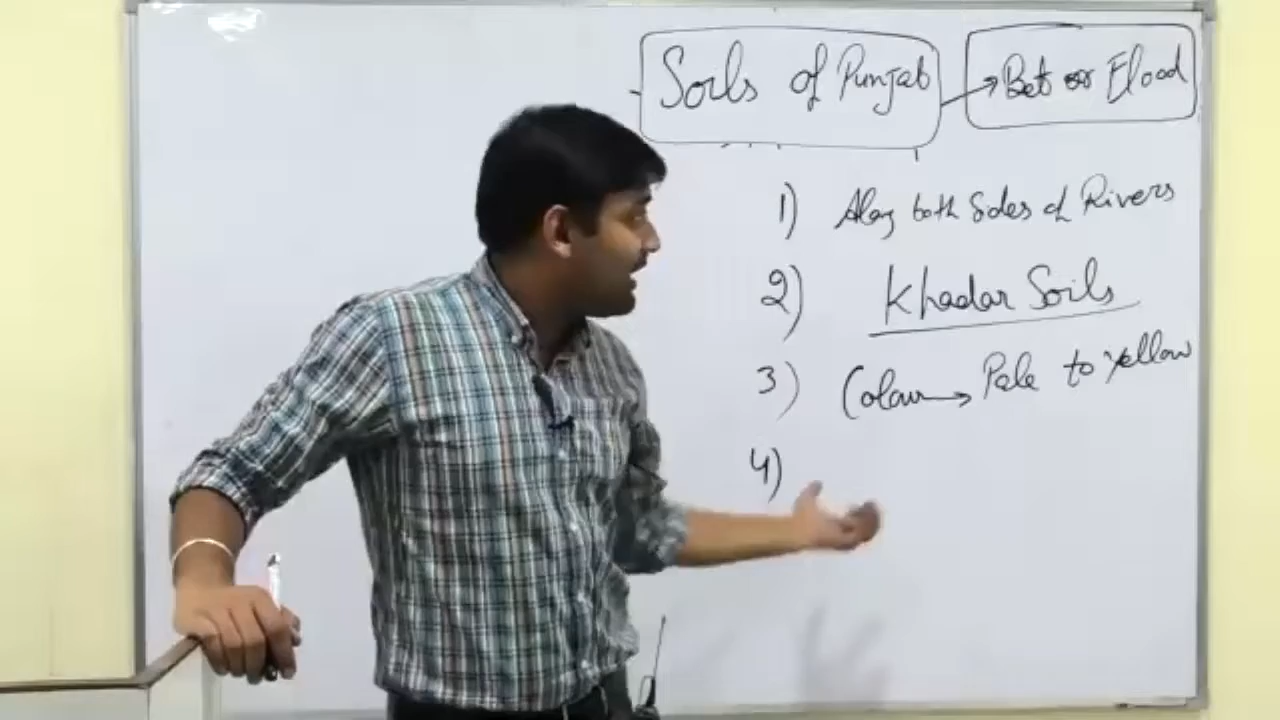 Soils of Punjab → Bet or Flood
1) Along both Sides of Rivers
2) Khadar Soils
3) Colour → Pale to Yellow
4)